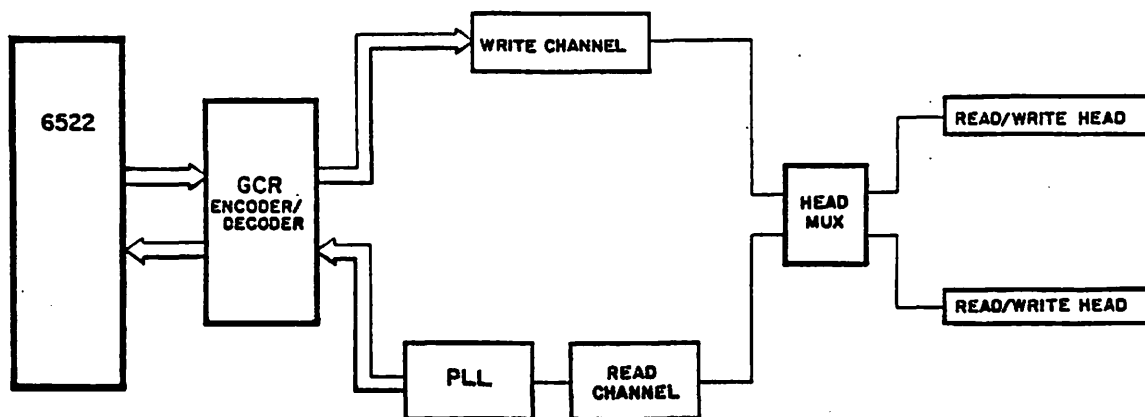 WRITE CHANNEL
6522
READ/WRITE HEAD
GCR
ENCODER/
DECODER
HEAD
MUX
READ/WRITE HEAD
PLL
READ
CHANNEL